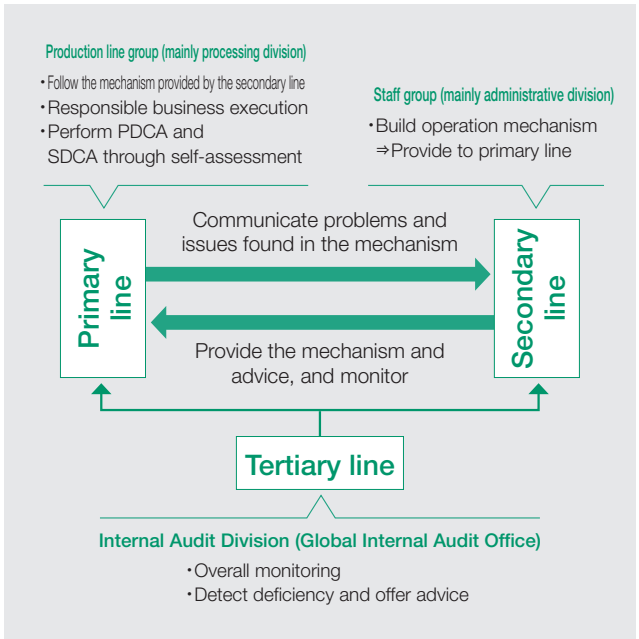 Production line group (mainly processing division)
・Follow the mechanism provided by the secondary line
・Responsible business execution
・Perform PDCA and
SDCA through self-assessment
Staff group (mainly administrative division)
・Build operation mechanism
⇒Provide to primary line
Primary
line
Communicate problems and
issues found in the mechanism
Provide the mechanism and
advice, and monitor
Secondary
line
Tertiary line
Internal Audit Division (Global Internal Audit Office)
・Overall monitoring
・Detect deficiency and offer advice